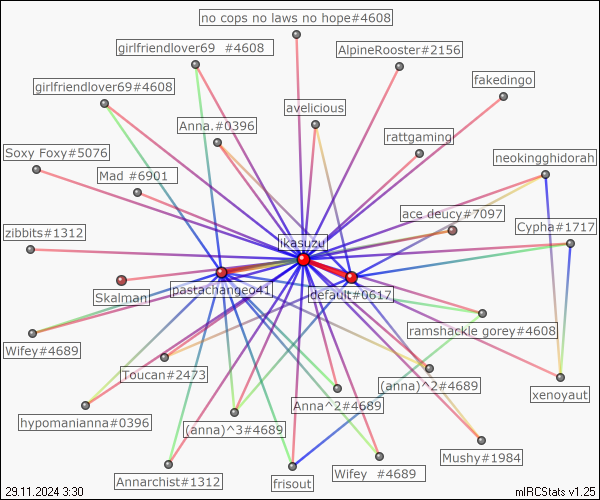 no cops no laws no hope#4608
girlfriendlover69 #4608
AlpineRooster#2156
fakedingo
girlfriendlover69#4608
avelicious
Anna.#0396
rattgaming
Soxy Foxy#5076
neokingghidorah
Mad #6901
ace deucy#7097
zibbits#1312
Cypha#1717
ikasuzu
pastachangeo41
default#0617
Skalman
ramshackle gorey#4608
Wifey#4689
Toucan#2473
(anna)^2#4689
xenoyaut
Anna^2#4689
hypomanianna#0396
(anna)^3#4689
Mushy#1984
Annarchist#1312
frisout
Wifey #4689
29.11.2024 3:30
mIRCStats v1.25